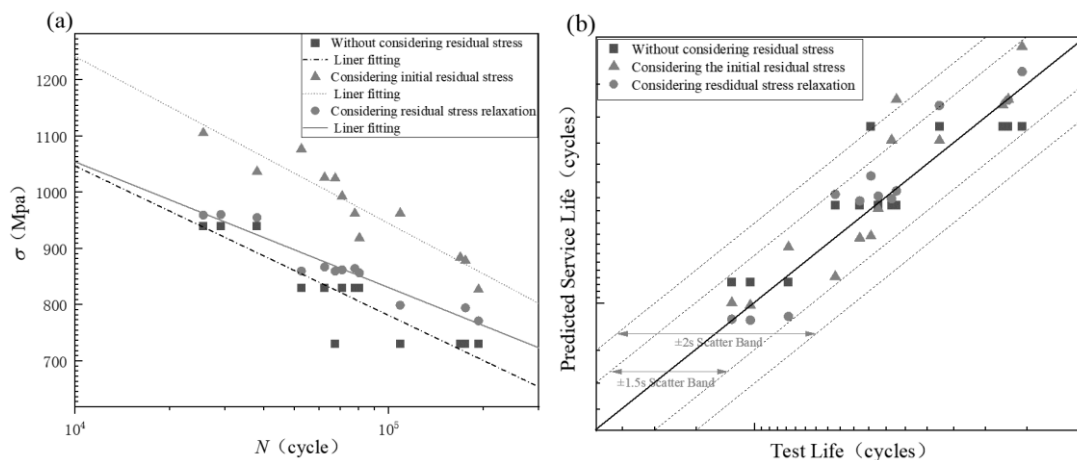 (a)
Without considering residual stress
Liner fitting
Considering initial residual stress
Liner fitting
Considering residual stress relaxation
Liner fitting
1200
1100
1000
900
800
700
σ（Mpa）
10⁴
10⁵
N（cycle）
(b)
Without considering residual stress
Considering the initial residual stress
Considering resdidual stress relaxation
±2s Scatter Band
±1.5s Scatter Band
Predicted Service Life（cycles）
Test Life（cycles）